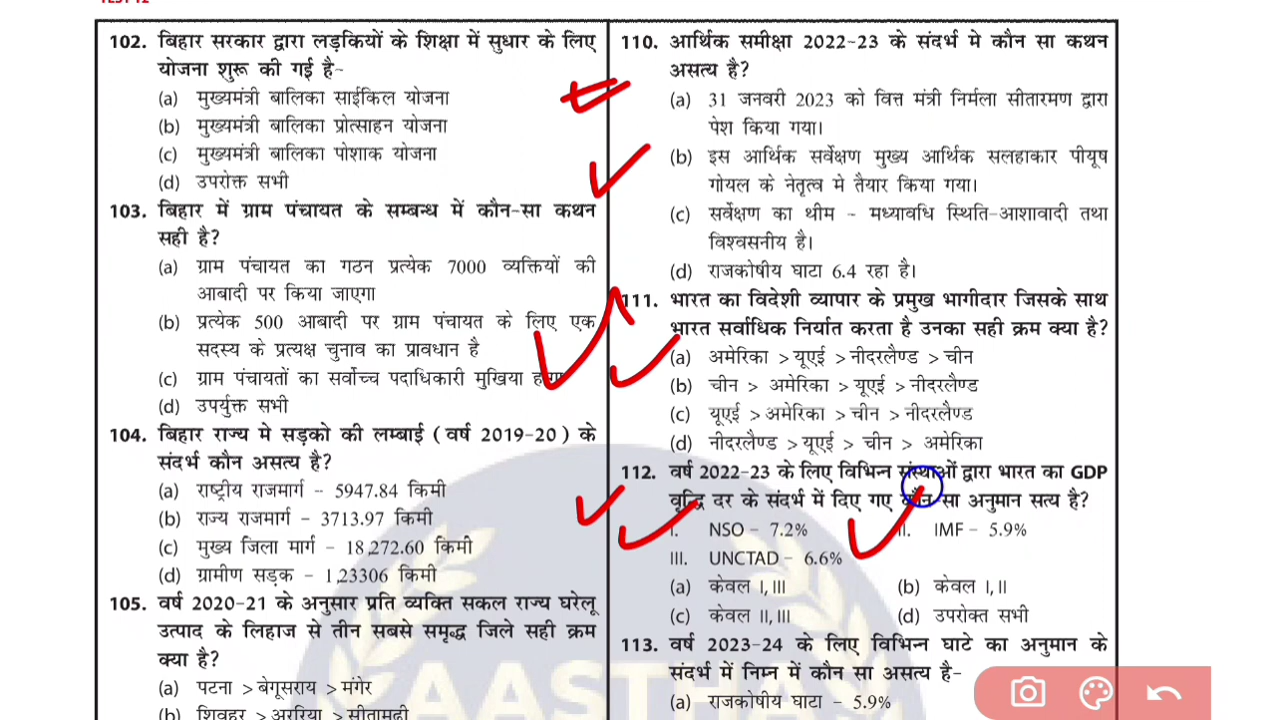 TEST 12
102. बिहार सरकार द्वारा लड़कियों के शिक्षा में सुधार के लिए
योजना शुरू की गई है-
(a) मुख्यमंत्री बालिका साईकिल योजना
(b) मुख्यमंत्री बालिका प्रोत्साहन योजना
(c) मुख्यमंत्री बालिका पोशाक योजना
(d) उपरोक्त सभी
103. बिहार में ग्राम पंचायत के सम्बन्ध में कौन-सा कथन
सही है?
(a) ग्राम पंचायत का गठन प्रत्येक 7000 व्यक्तियों की
आबादी पर किया जाएगा
(b) प्रत्येक 500 आबादी पर ग्राम पंचायत के लिए एक
सदस्य के प्रत्यक्ष चुनाव का प्रावधान है
(c) ग्राम पंचायतों का सर्वोच्च पदाधिकारी मुखिया
(d) उपर्युक्त सभी
104. बिहार राज्य मे सड़को की लम्बाई (वर्ष 2019-20) के
संदर्भ कौन असत्य है?
(a) राष्ट्रीय राजमार्ग - 5947.84 किमी
(b) राज्य राजमार्ग - 3713.97 किमी
(c) मुख्य जिला मार्ग - 18,272.60 किमी
(d) ग्रामीण सड़क - 1,23306 किमी
105. वर्ष 2020-21 के अनुसार प्रति व्यक्ति सकल राज्य घरेलू
उत्पाद के लिहाज से तीन सबसे समृद्ध जिले सही क्रम
क्या है?
(a) पटना > बेगूसराय > मंगेर
(b) शिवहर > अररिया > सीतामढी
110. आर्थिक समीक्षा 2022-23 के संदर्भ मे कौन सा कथन
असत्य है?
(a) 31 जनवरी 2023 को वित्त मंत्री निर्मला सीतारमण द्वारा
पेश किया गया।
(b) इस आर्थिक सर्वेक्षण मुख्य आर्थिक सलहाकार पीयूष
गोयल के नेतृत्व मे तैयार किया गया।
(c) सर्वेक्षण का थीम - मध्यावधि स्थिति-आशावादी तथा
विश्वसनीय है।
(d) राजकोषीय घाटा 6.4 रहा है।
111. भारत का विदेशी व्यापार के प्रमुख भागीदार जिसके साथ
भारत सर्वाधिक निर्यात करता है उनका सही क्रम क्या है?
(a) अमेरिका > यूएई > नीदरलैण्ड > चीन
(b) चीन > अमेरिका > यूएई > नीदरलैण्ड
(c) यूएई > अमेरिका > चीन > नीदरलैण्ड
(d) नीदरलैण्ड > यूएई > चीन > अमेरिका
112. वर्ष 2022-23 के लिए विभिन्न संस्थाओं द्वारा भारत का GDP
वृद्धि दर के संदर्भ में दिए गए कौन सा अनुमान सत्य है?
I. NSO - 7.2% II. IMF - 5.9%
III. UNCTAD - 6.6%
(a) केवल I, III (b) केवल I, II
(c) केवल II, III (d) उपरोक्त सभी
113. वर्ष 2023-24 के लिए विभिन्न घाटे का अनुमान के
संदर्भ में निम्न में कौन सा असत्य है-
(a) राजकोषीय घाटा - 5.9%
AASTHA